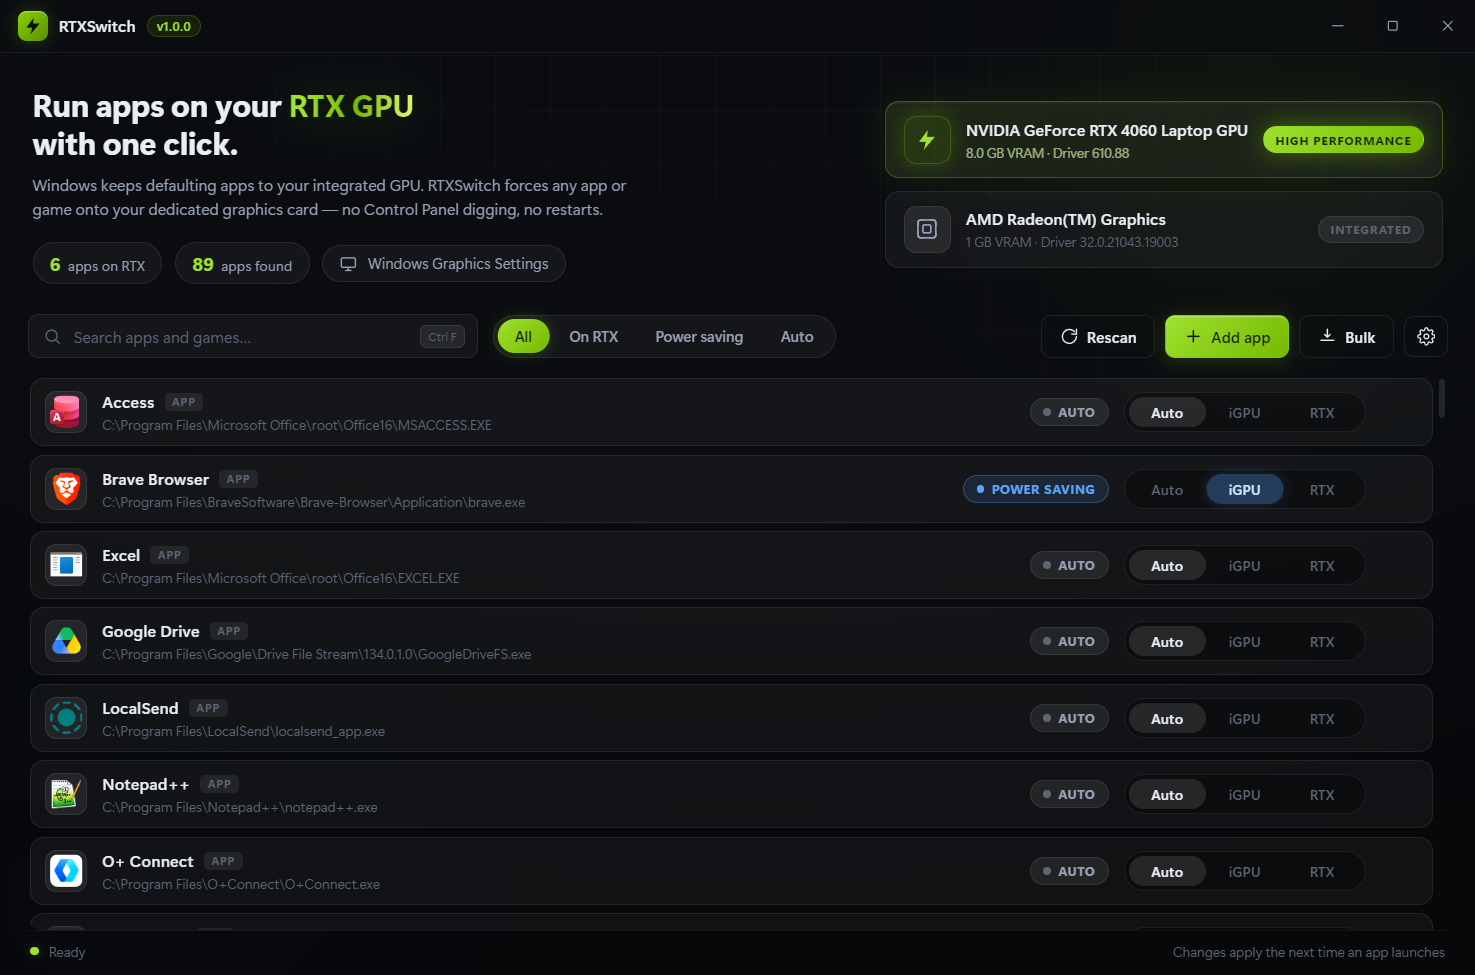 RTXSwitch v1.0.0
Run apps on your RTX GPU
with one click.
Windows keeps defaulting apps to your integrated GPU. RTXSwitch forces any app or
game onto your dedicated graphics card — no Control Panel digging, no restarts.
6 apps on RTX 89 apps found Windows Graphics Settings
NVIDIA GeForce RTX 4060 Laptop GPU
8.0 GB VRAM · Driver 610.88
HIGH PERFORMANCE
AMD Radeon(TM) Graphics
1 GB VRAM · Driver 32.0.21043.19003
INTEGRATED
Search apps and games... Ctrl F All On RTX Power saving Auto Rescan Add app Bulk
Access APP
C:\Program Files\Microsoft Office\root\Office16\MSACCESS.EXE
AUTO Auto iGPU RTX
Brave Browser APP
C:\Program Files\BraveSoftware\Brave-Browser\Application\brave.exe
POWER SAVING Auto iGPU RTX
Excel APP
C:\Program Files\Microsoft Office\root\Office16\EXCEL.EXE
AUTO Auto iGPU RTX
Google Drive APP
C:\Program Files\Google\Drive File Stream\134.0.1.0\GoogleDriveFS.exe
AUTO Auto iGPU RTX
LocalSend APP
C:\Program Files\LocalSend\localsend_app.exe
AUTO Auto iGPU RTX
Notepad++ APP
C:\Program Files\Notepad++\notepad++.exe
AUTO Auto iGPU RTX
O+ Connect APP
C:\Program Files\O+Connect\O+Connect.exe
AUTO Auto iGPU RTX
Ready
Changes apply the next time an app launches